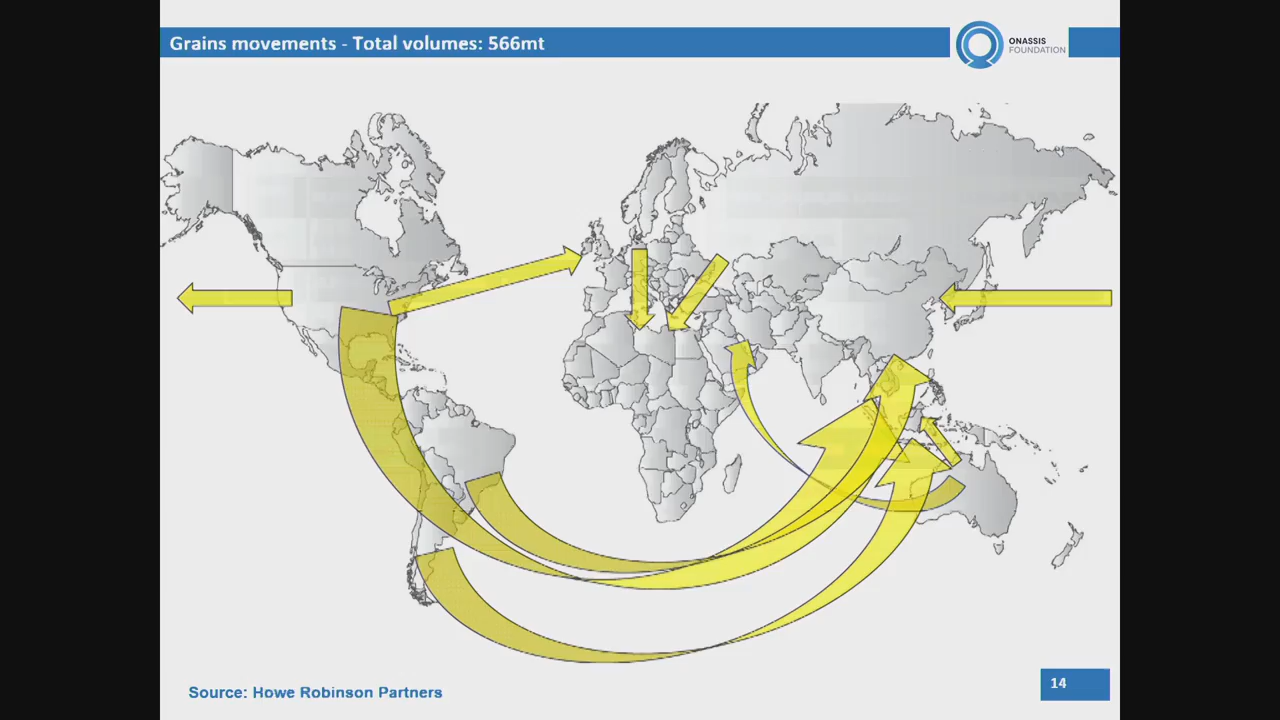 Grains movements - Total volumes: 566mt
ONASSIS
FOUNDATION
Source: Howe Robinson Partners
14